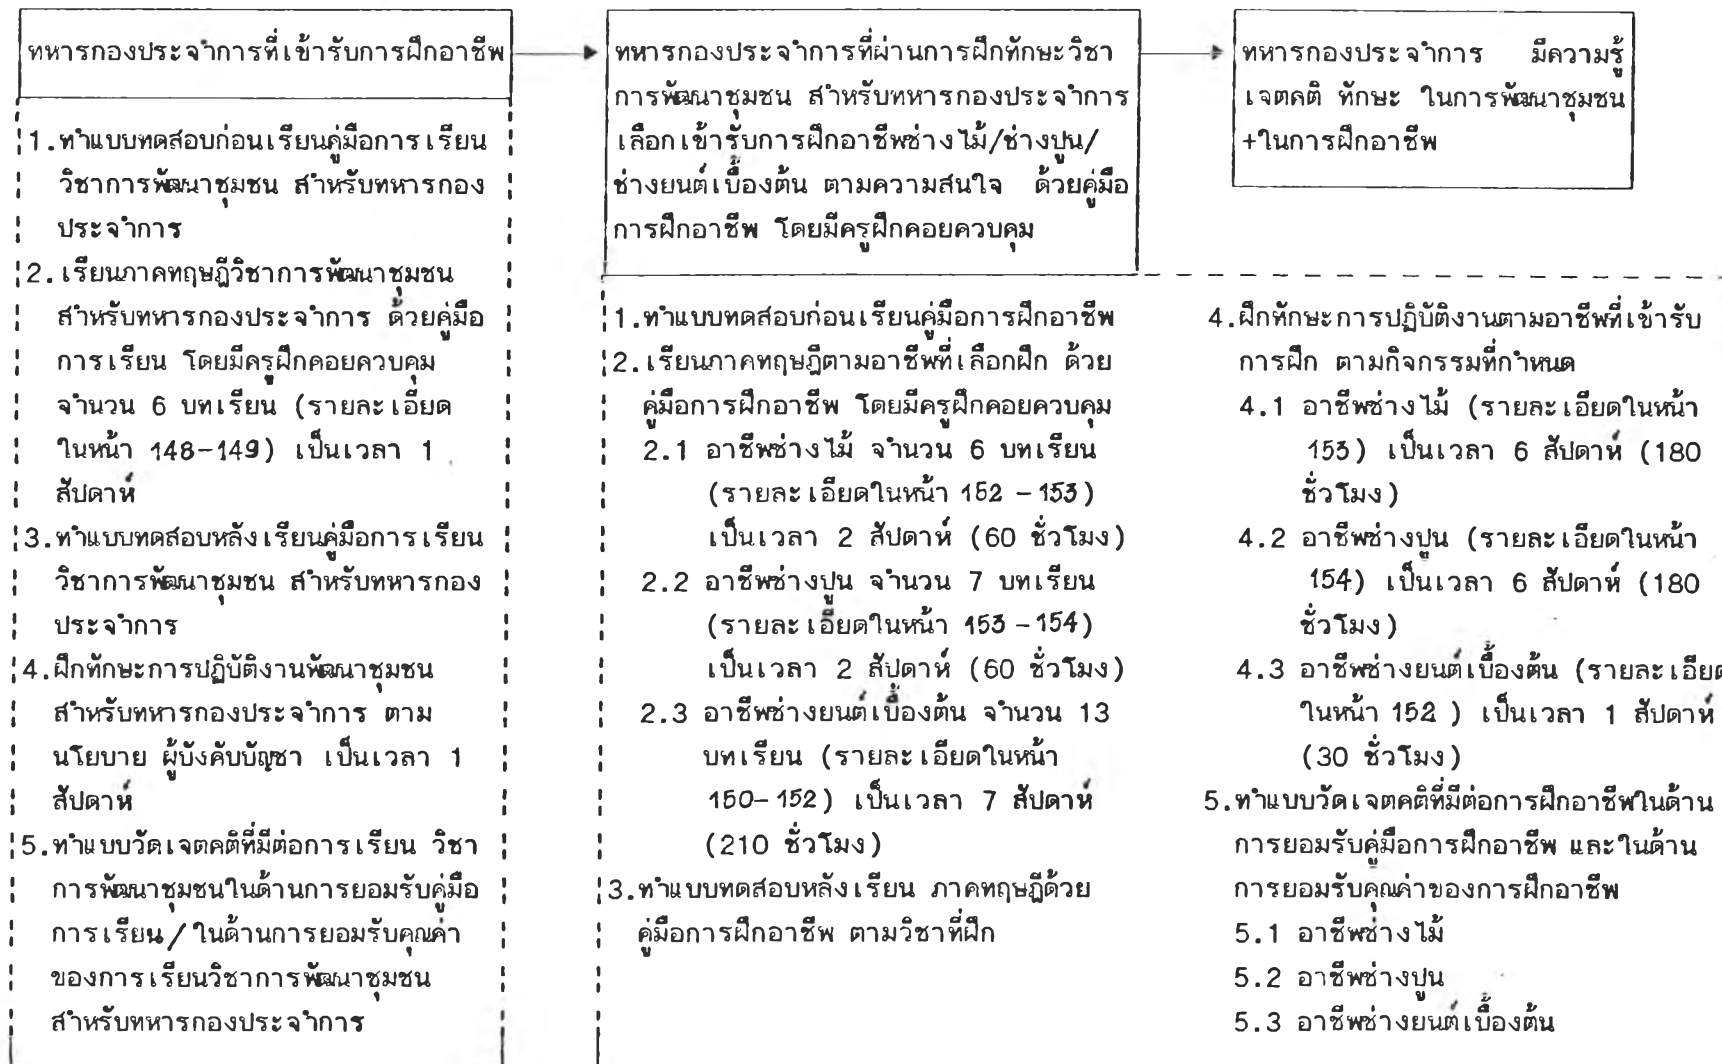 ทหารกองประจำการที่เข้ารับการฝึกอาชีพ
1.ทำแบบทดสอบก่อนเรียนคู่มือการเรียน
วิชาการพัฒนาชุมชน สำหรับทหารกอง
ประจำการ
2.เรียนภาคทฤษฎีวิชาการพัฒนาชุมชน
สำหรับทหารกองประจำการ ด้วยคู่มือ
การเรียน โดยมีครูฝึกคอยควบคุม
จำนวน 6 บทเรียน (รายละเอียด
ในหน้า 148-149) เป็นเวลา 1
สัปดาห์
3.ทำแบบทดสอบหลังเรียนคู่มือการเรียน
วิชาการพัฒนาชุมชน สำหรับทหารกอง
ประจำการ
4.ฝึกทักษะการปฏิบัติงานพัฒนาชุมชน
สำหรับทหารกองประจำการ ตาม
นโยบาย ผู้บังคับบัญชา เป็นเวลา 1
สัปดาห์
5.ทำแบบวัดเจตคติที่มีต่อการเรียน วิชา
การพัฒนาชุมชนในด้านการยอมรับคู่มือ
การเรียน/ในด้านการยอมรับคุณค่า
ของการเรียนวิชาการพัฒนาชุมชน
สำหรับทหารกองประจำการ
ทหารกองประจำการที่ผ่านการฝึกทักษะวิชา
การพัฒนาชุมชน สำหรับทหารกองประจำการ
เลือกเข้ารับการฝึกอาชีพช่างไม้/ช่างปูน/
ช่างยนต์เบื้องต้น ตามความสนใจ ด้วยคู่มือ
การฝึกอาชีพ โดยมีครูฝึกคอยควบคุม
1.ทำแบบทดสอบก่อนเรียนคู่มือการฝึกอาชีพ
2.เรียนภาคทฤษฎีตามอาชีพที่เลือกฝึก ด้วย
คู่มือการฝึกอาชีพ โดยมีครูฝึกคอยควบคุม
2.1 อาชีพช่างไม้ จำนวน 6 บทเรียน
(รายละเอียดในหน้า 152 - 153)
เป็นเวลา 2 สัปดาห์ (60 ชั่วโมง)
2.2 อาชีพช่างปูน จำนวน 7 บทเรียน
(รายละเอียดในหน้า 153 - 154)
เป็นเวลา 2 สัปดาห์ (60 ชั่วโมง)
2.3 อาชีพช่างยนต์เบื้องต้น จำนวน 13
บทเรียน (รายละเอียดในหน้า
150-152) เป็นเวลา 7 สัปดาห์
(210 ชั่วโมง)
3.ทำแบบทดสอบหลังเรียน ภาคทฤษฎีด้วย
คู่มือการฝึกอาชีพ ตามวิชาที่ฝึก
ทหารกองประจำการ มีความรู้
เจตคติ ทักษะ ในการพัฒนาชุมชน
+ในการฝึกอาชีพ
4.ฝึกทักษะการปฏิบัติงานตามอาชีพที่เข้ารับ
การฝึก ตามกิจกรรมที่กำหนด
4.1 อาชีพช่างไม้ (รายละเอียดในหน้า
153) เป็นเวลา 6 สัปดาห์ (180
ชั่วโมง)
4.2 อาชีพช่างปูน (รายละเอียดในหน้า
154) เป็นเวลา 6 สัปดาห์ (180
ชั่วโมง)
4.3 อาชีพช่างยนต์เบื้องต้น (รายละเอียด
ในหน้า 152 ) เป็นเวลา 1 สัปดาห์
(30 ชั่วโมง)
5.ทำแบบวัดเจตคติที่มีต่อการฝึกอาชีพในด้าน
การยอมรับคู่มือการฝึกอาชีพ และในด้าน
การยอมรับคุณค่าของการฝึกอาชีพ
5.1 อาชีพช่างไม้
5.2 อาชีพช่างปูน
5.3 อาชีพช่างยนต์เบื้องต้น